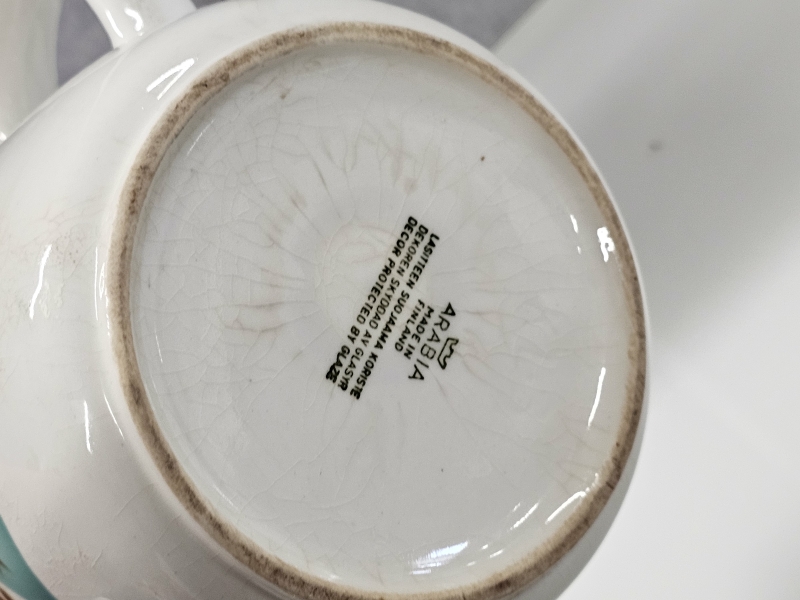 ARABIA
MADE IN
FINLAND
LASITTEEN SUOJAAMA KORISTE
DEKOREN SKYDDAD AV GLASYR
DECOR PROTECTED BY GLAZE